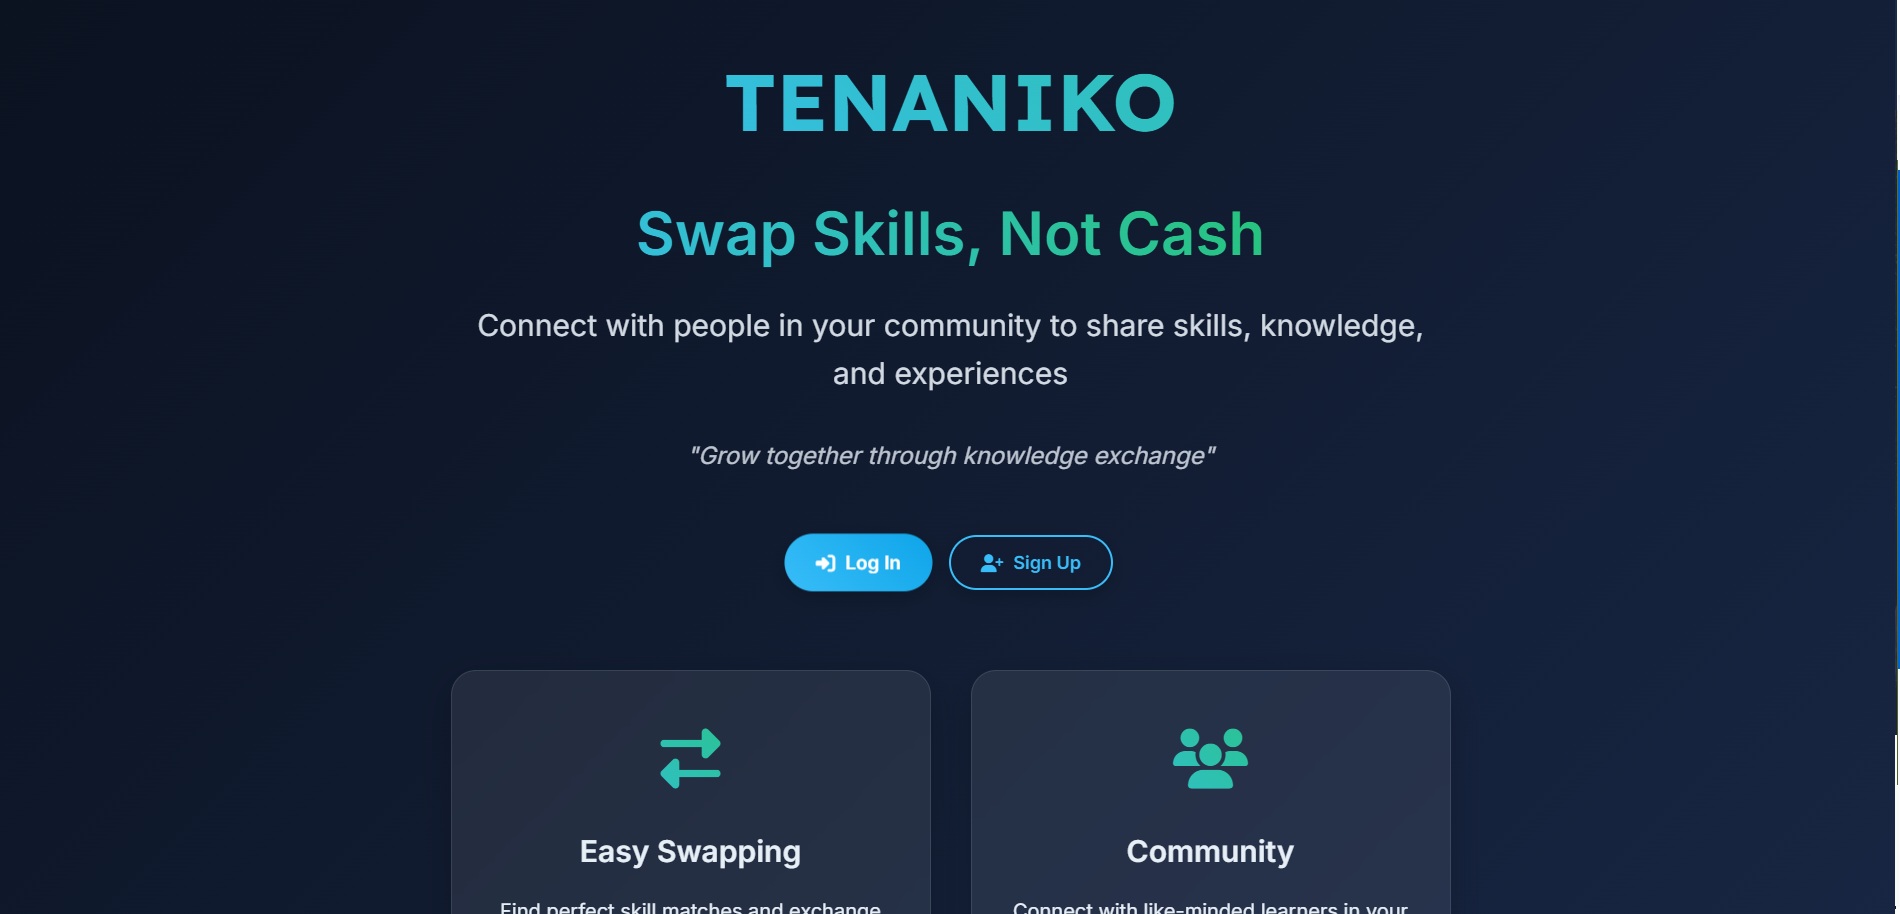 TENANIKO
Swap Skills, Not Cash
Connect with people in your community to share skills, knowledge,
and experiences
"Grow together through knowledge exchange"
Log In
Sign Up
Easy Swapping
Community
Find perfect skill matches and exchange
Connect with like-minded learners in your